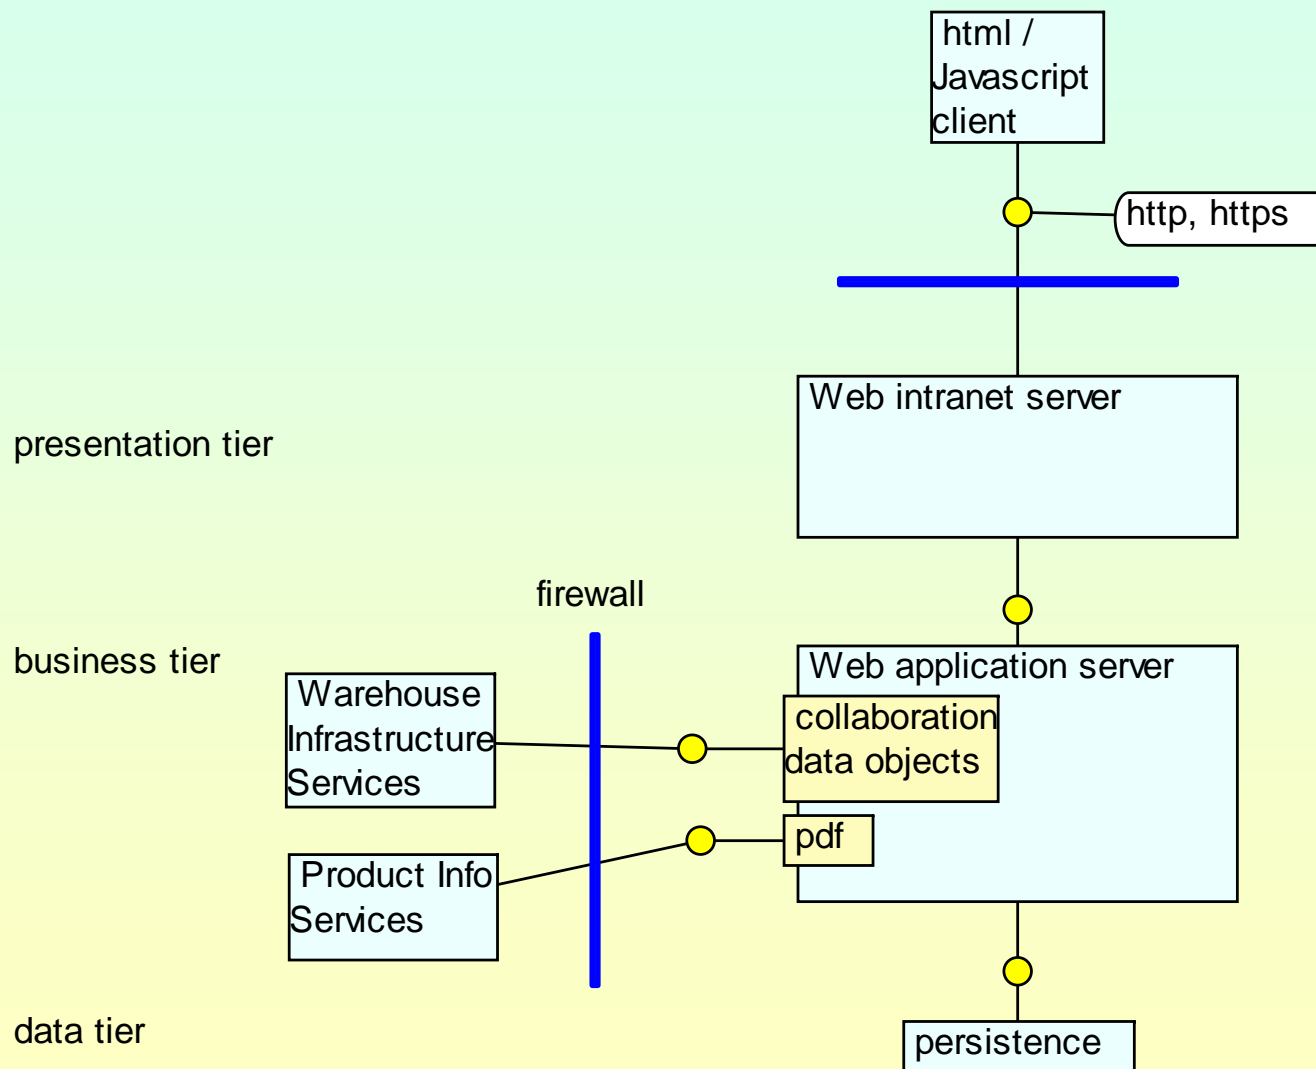 html /
Javascript
client
http, https
Web intranet server
presentation tier
firewall
business tier
Web application server
Warehouse
Infrastructure
Services
collaboration
data objects
pdf
Product Info
Services
data tier
persistence